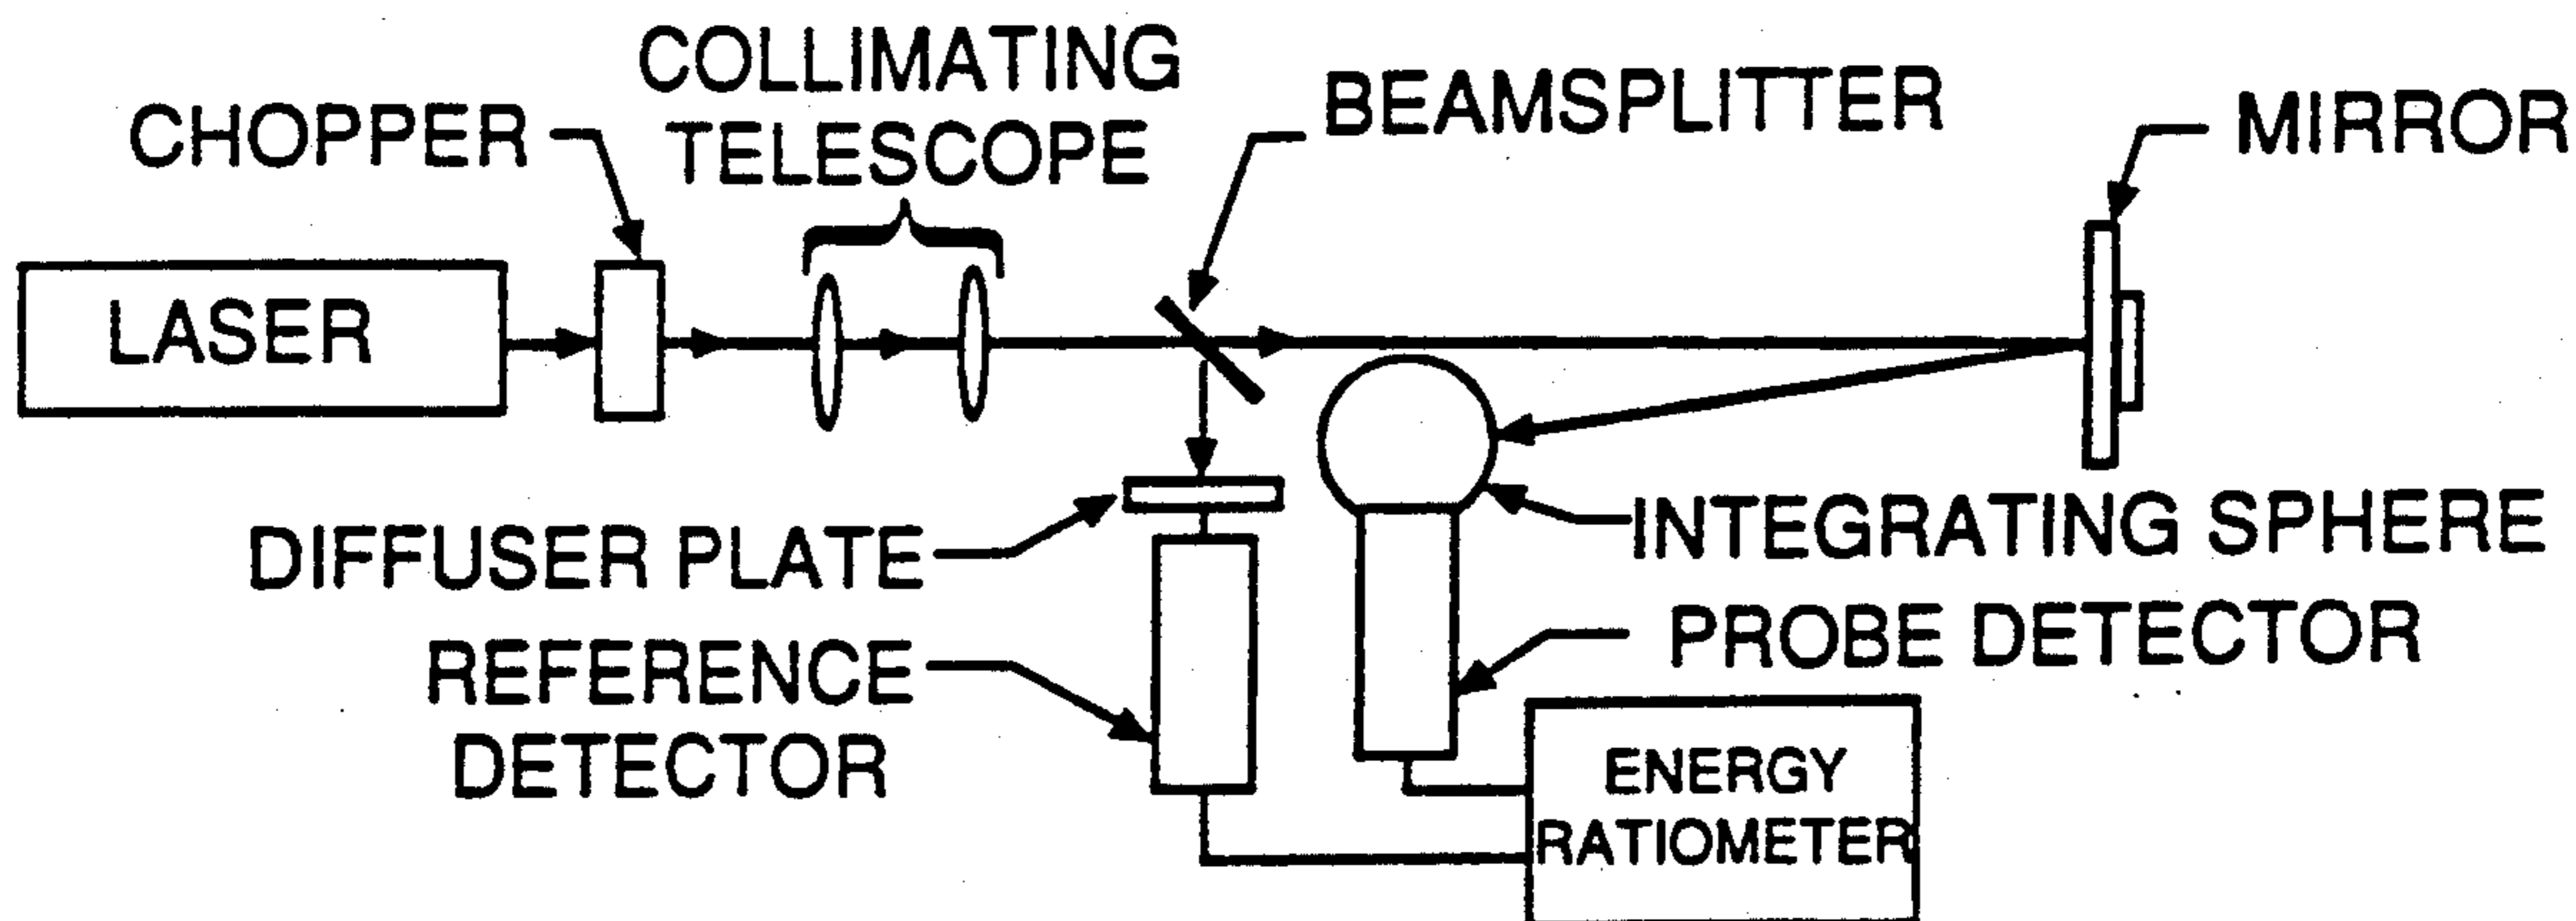 COLLIMATING
TELESCOPE
CHOPPER
BEAMSPLITTER
MIRROR
LASER
DIFFUSER PLATE
INTEGRATING SPHERE
REFERENCE
DETECTOR
PROBE DETECTOR
ENERGY
RATIOMETER